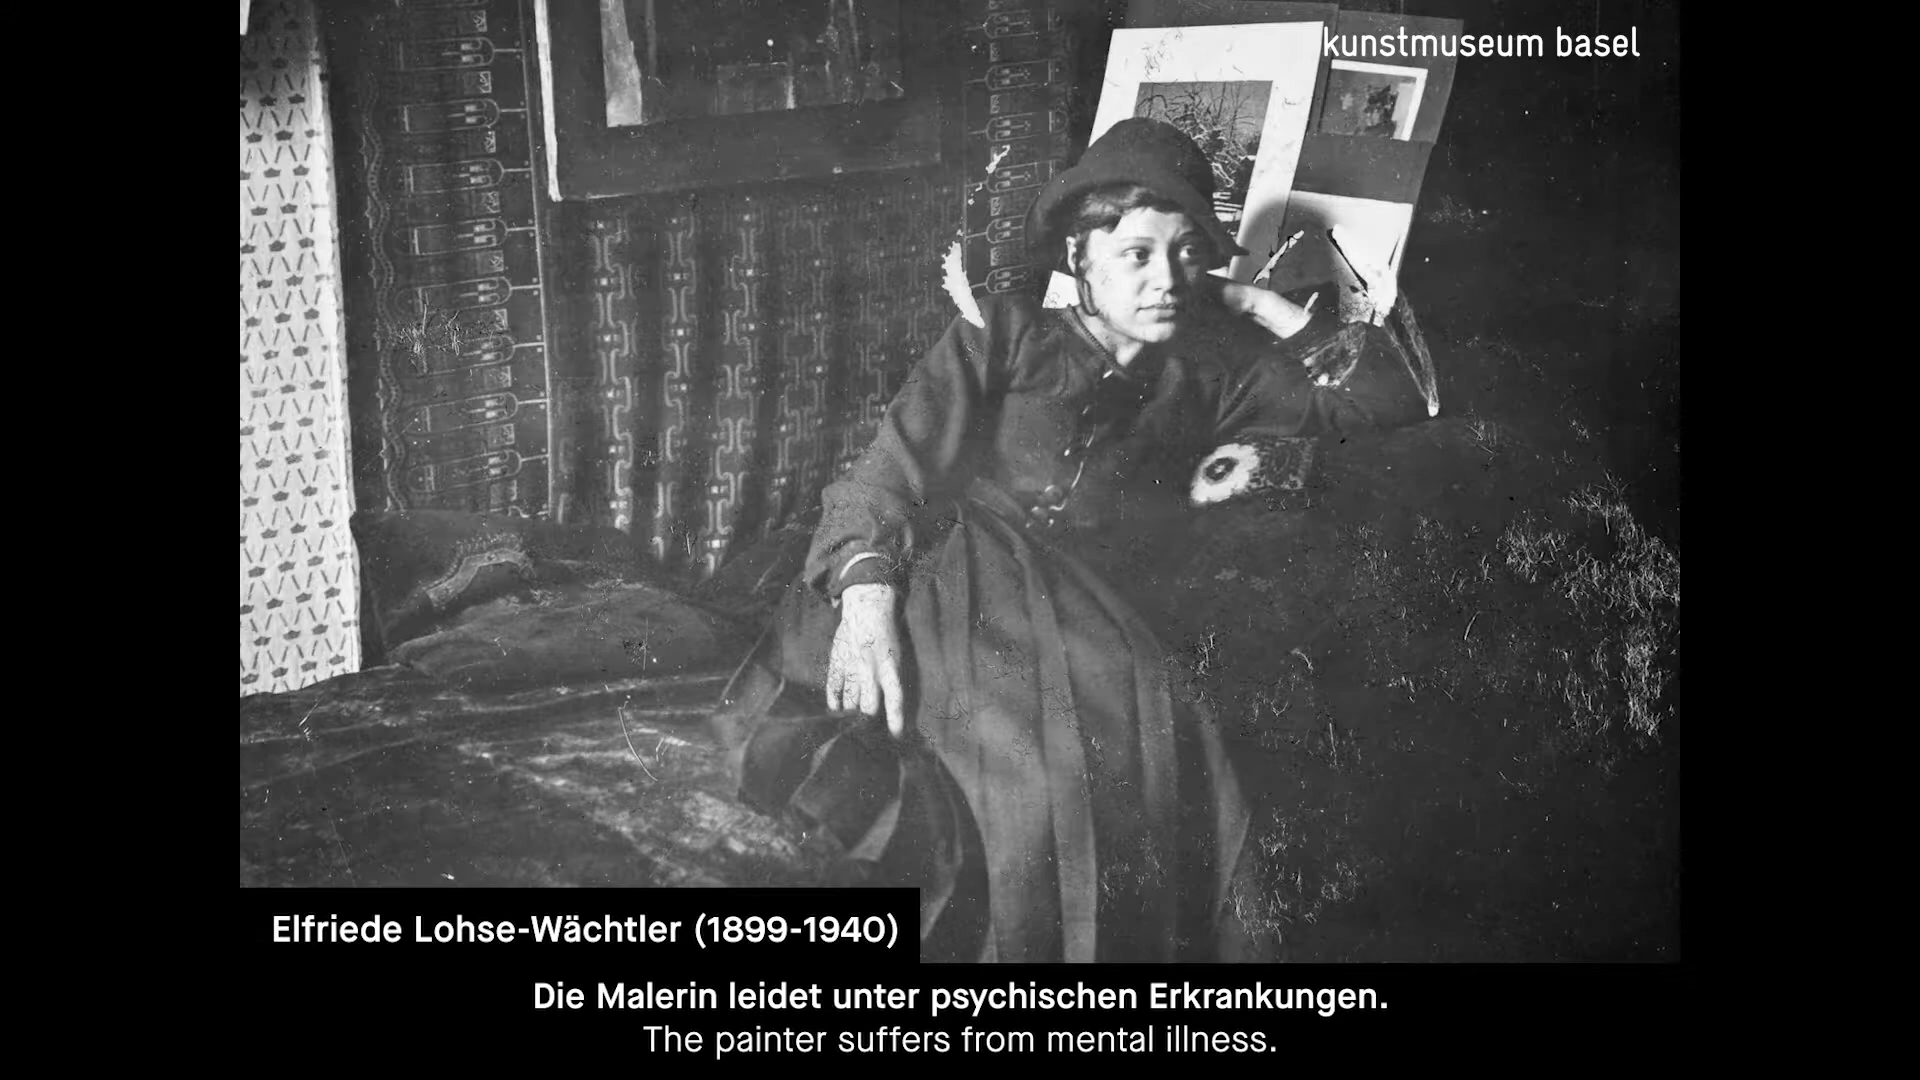 kunstmuseum basel
Elfriede Lohse-Wächtler (1899-1940)
Die Malerin leidet unter psychischen Erkrankungen.
The painter suffers from mental illness.